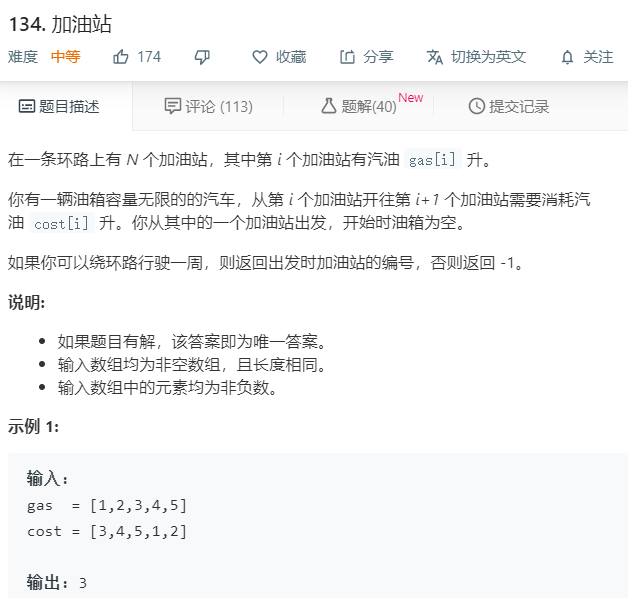 134. 加油站
难度 中等 174 收藏 分享 切换为英文 关注
题目描述 评论 (113) 题解(40) New 提交记录
在一条环路上有 N 个加油站，其中第 i 个加油站有汽油 gas[i] 升。
你有一辆油箱容量无限的的汽车，从第 i 个加油站开往第 i+1 个加油站需要消耗汽
油 cost[i] 升。你从其中的一个加油站出发，开始时油箱为空。
如果你可以绕环路行驶一周，则返回出发时加油站的编号，否则返回 -1。
说明:
如果题目有解，该答案即为唯一答案。
输入数组均为非空数组，且长度相同。
输入数组中的元素均为非负数。
示例 1:
输入:
gas  = [1,2,3,4,5]
cost = [3,4,5,1,2]
输出: 3